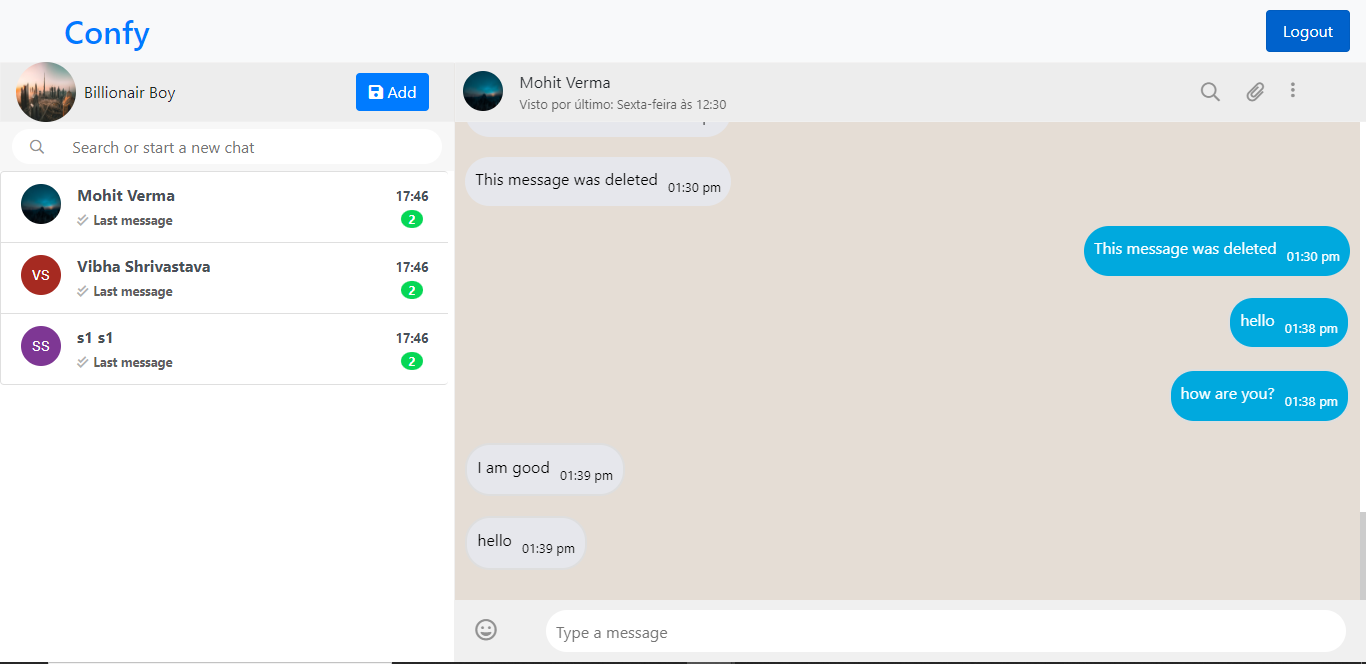 Confy
Logout
Billionair Boy
Add
Search or start a new chat
Mohit Verma
17:46
Last message
2
VS
Vibha Shrivastava
17:46
Last message
2
SS
s1 s1
17:46
Last message
2
Mohit Verma
Visto por último: Sexta-feira às 12:30
This message was deleted 01:30 pm
This message was deleted 01:30 pm
hello 01:38 pm
how are you? 01:38 pm
I am good 01:39 pm
hello 01:39 pm
Type a message